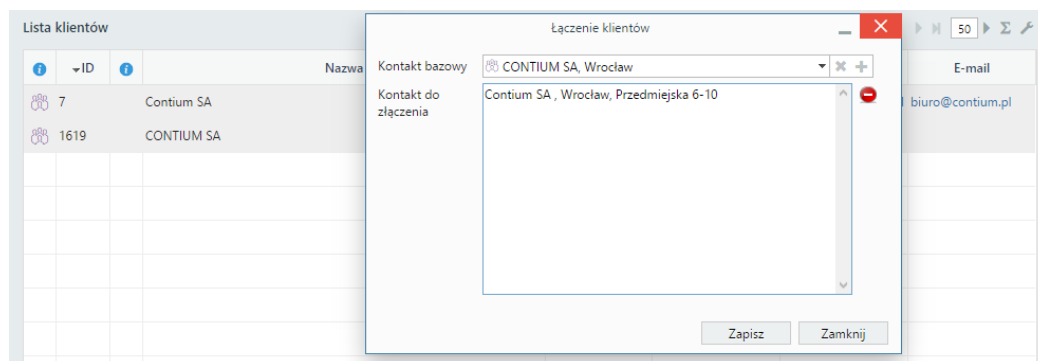 Lista klientów
Łączenie klientów
50
ID
Nazwa
Kontakt bazowy
CONTIUM SA, Wrocław
E-mail
Kontakt do
złączenia
Contium SA , Wrocław, Przedmiejska 6-10
7
Contium SA
biuro@contium.pl
1619
CONTIUM SA
Zapisz
Zamknij